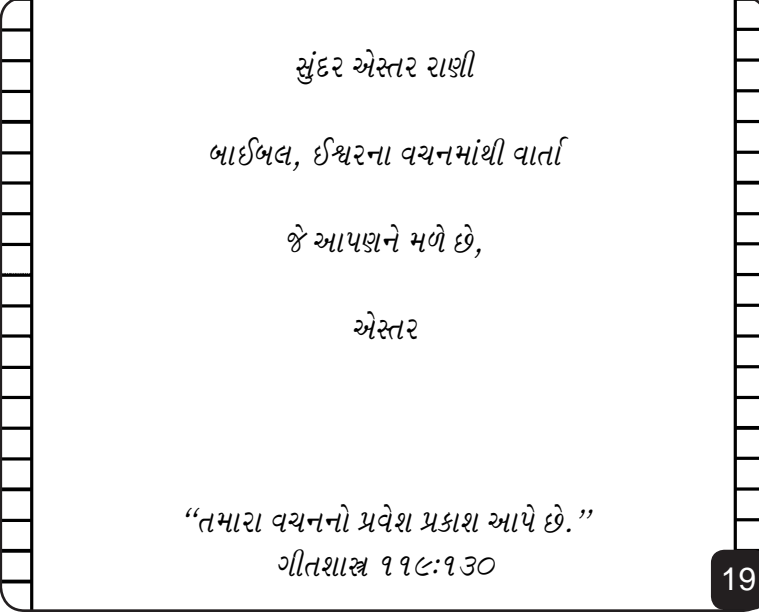 સુંદર એસ્તર રાણી
બાઈબલ, ઈશ્વરના વચનમાંથી વાર્તા
જે આપણને મળે છે,
એસ્તર
“તમારા વચનનો પ્રવેશ પ્રકાશ આપે છે.”
ગીતશાસ્ત્ર ૧૧૯:૧૩૦
19